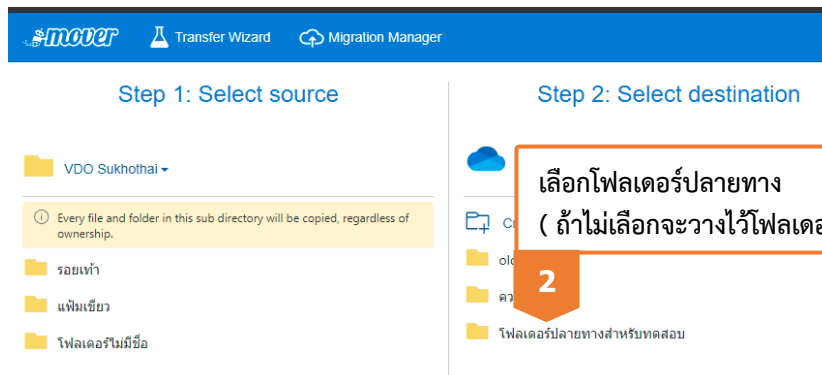 mover Transfer Wizard Migration Manager
Step 1: Select source
VDO Sukhothai
Every file and folder in this sub directory will be copied, regardless of
ownership.
รอยเท้า
แฟ้มเขียว
โฟลเดอร์ไม่มีชื่อ
Step 2: Select destination
เลือกโฟลเดอร์ปลายทาง
( ถ้าไม่เลือกจะวางไว้โฟลเดอ
2
โฟลเดอร์ปลายทางสำหรับทดสอบ